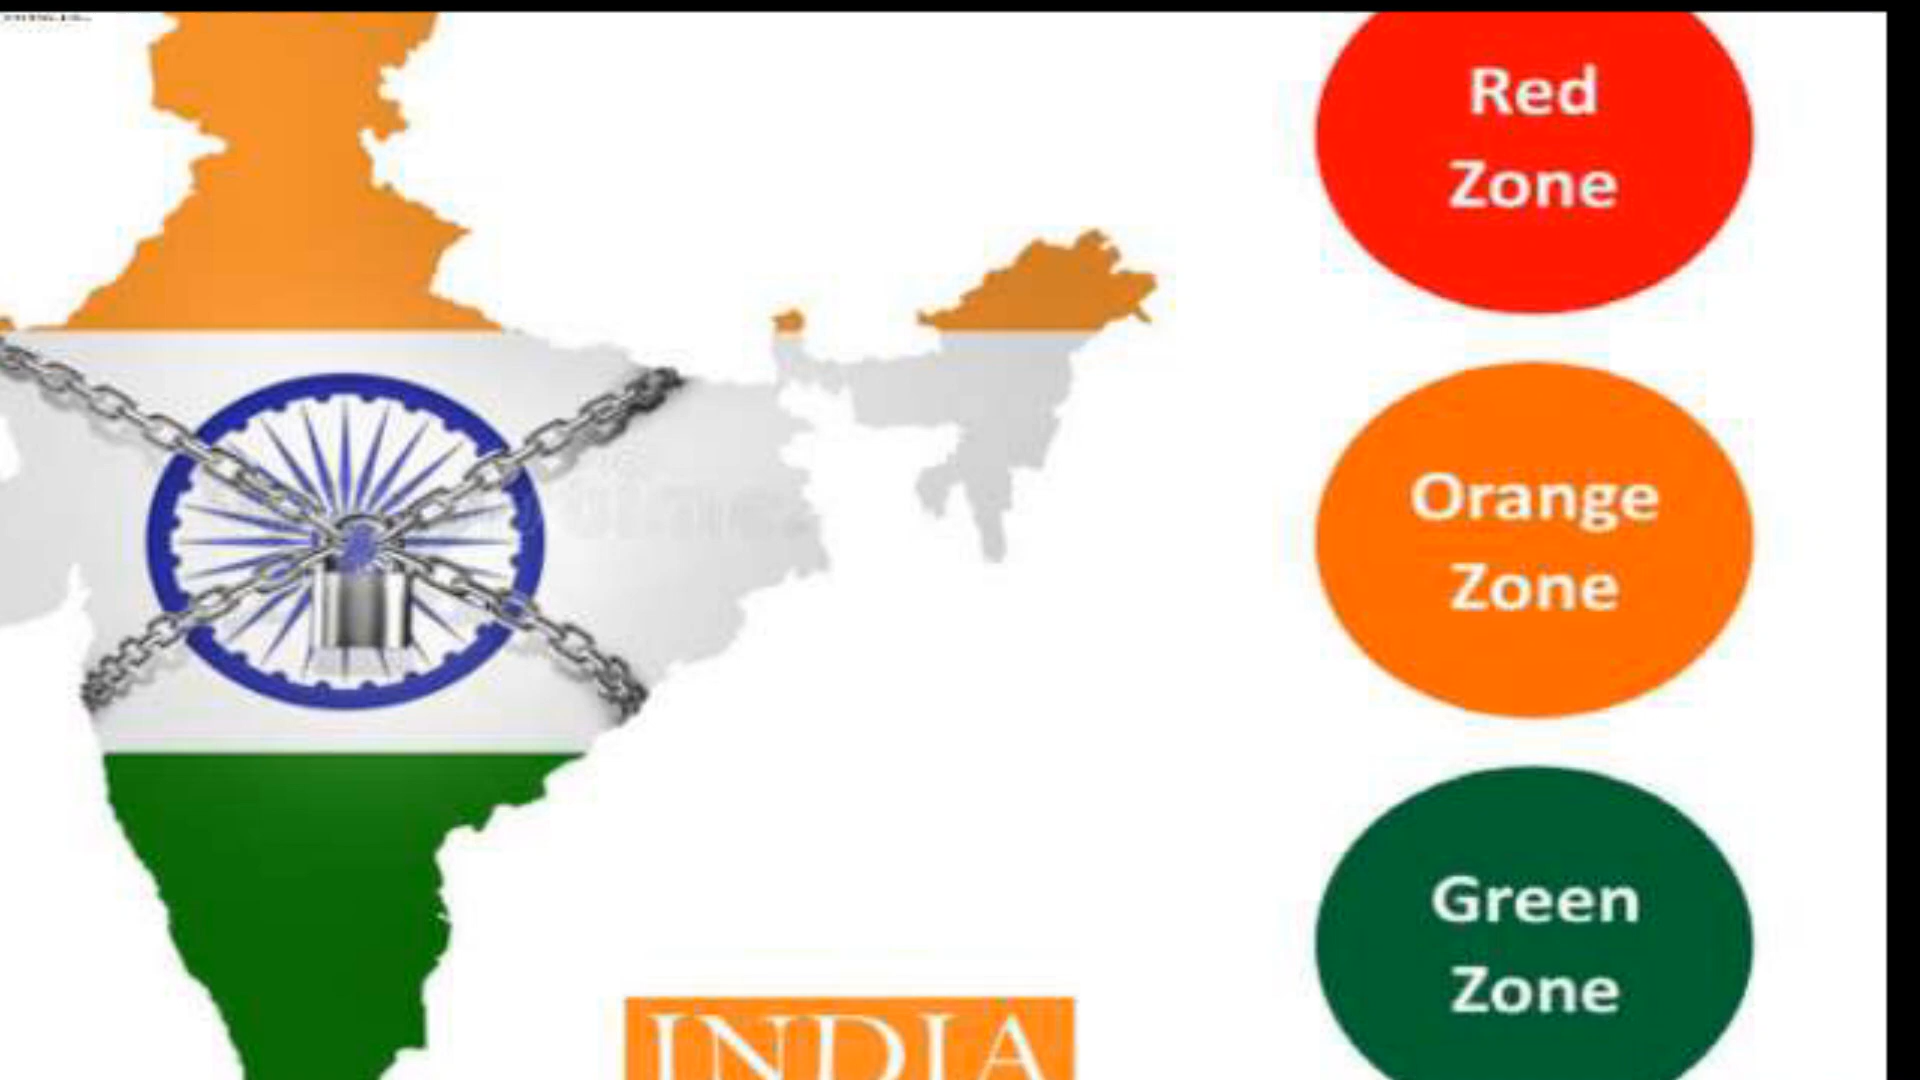 Red
Zone
Orange
Zone
Green
Zone
INDIA